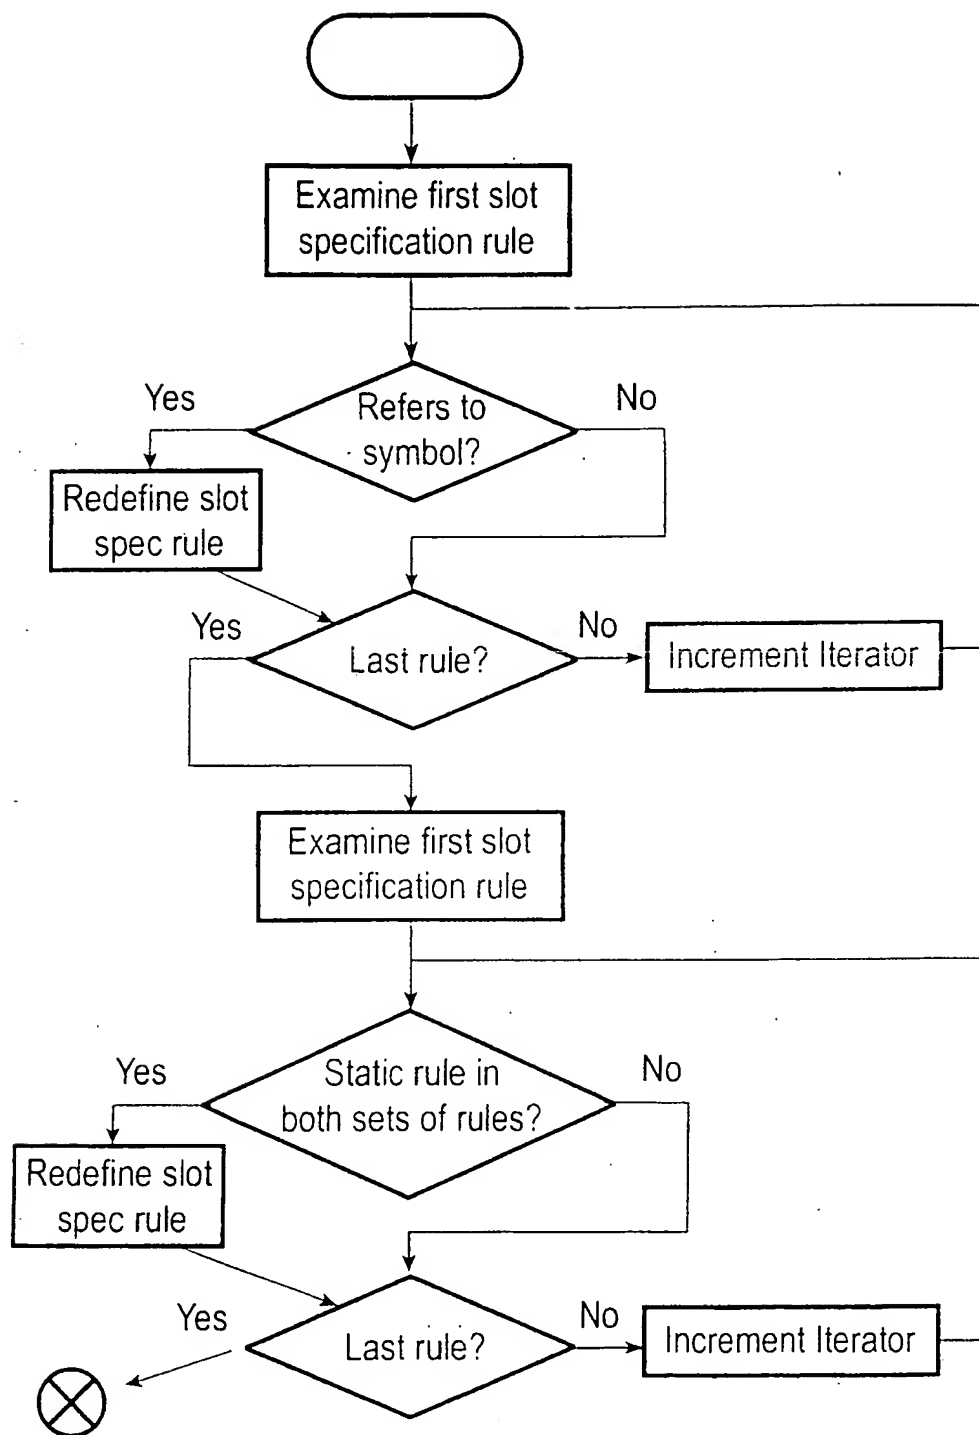 Examine first slot
specification rule
Yes
No
Refers to
symbol?
Redefine slot
spec rule
Yes
No
Last rule?
Increment Iterator
Examine first slot
specification rule
Yes
No
Static rule in
both sets of rules?
Redefine slot
spec rule
Yes
No
Last rule?
Increment Iterator